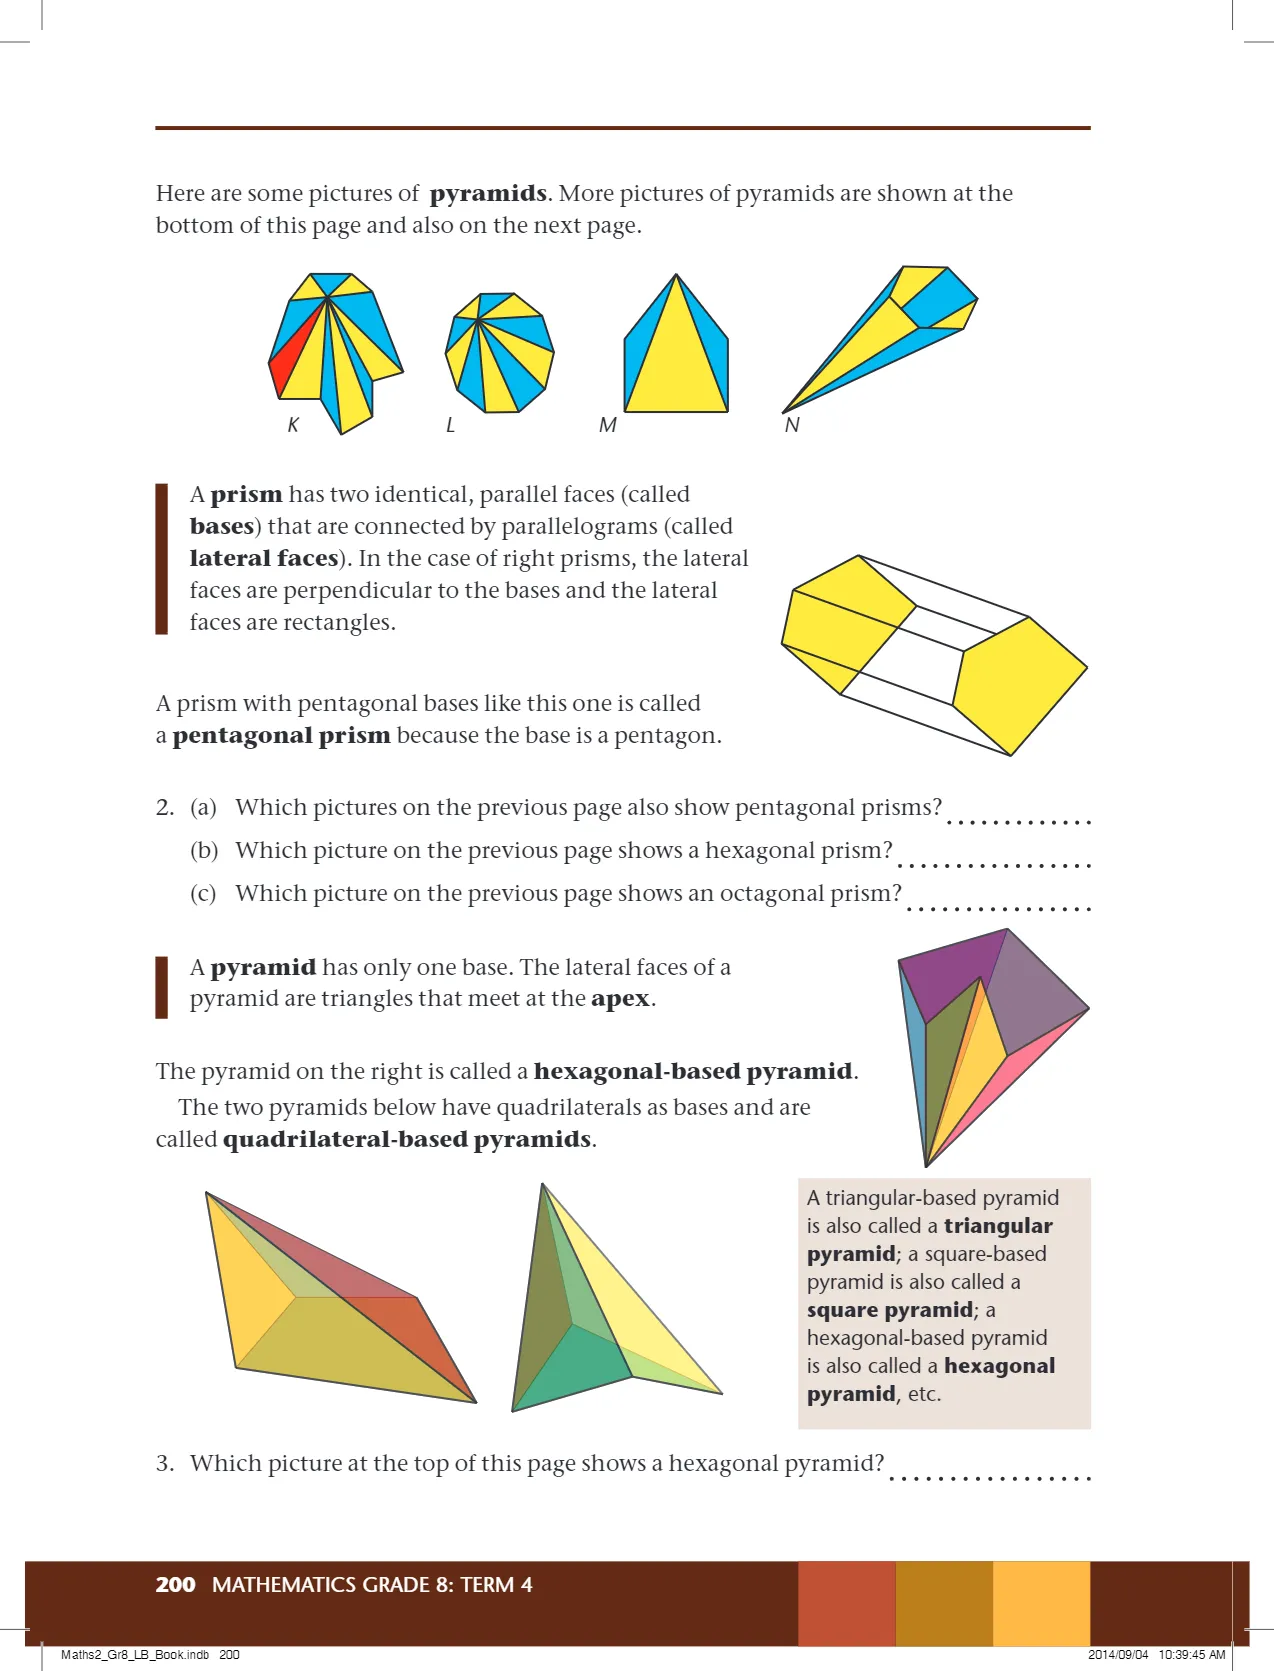 Here are some pictures of pyramids. More pictures of pyramids are shown at the
bottom of this page and also on the next page.
K L M N
A prism has two identical, parallel faces (called
bases) that are connected by parallelograms (called
lateral faces). In the case of right prisms, the lateral
faces are perpendicular to the bases and the lateral
faces are rectangles.
A prism with pentagonal bases like this one is called
a pentagonal prism because the base is a pentagon.
2. (a) Which pictures on the previous page also show pentagonal prisms? . . . . . . . . . . . . .
(b) Which picture on the previous page shows a hexagonal prism? . . . . . . . . . . . . . . . . .
(c) Which picture on the previous page shows an octagonal prism? . . . . . . . . . . . . . . . .
A pyramid has only one base. The lateral faces of a
pyramid are triangles that meet at the apex.
The pyramid on the right is called a hexagonal-based pyramid.
The two pyramids below have quadrilaterals as bases and are
called quadrilateral-based pyramids.
A triangular-based pyramid
is also called a triangular
pyramid; a square-based
pyramid is also called a
square pyramid; a
hexagonal-based pyramid
is also called a hexagonal
pyramid, etc.
3. Which picture at the top of this page shows a hexagonal pyramid? . . . . . . . . . . . . . . . . .
200 MATHEMATICS GRADE 8: TERM 4
Maths2_Gr8_LB_Book.indb 200 2014/09/04 10:39:45 AM